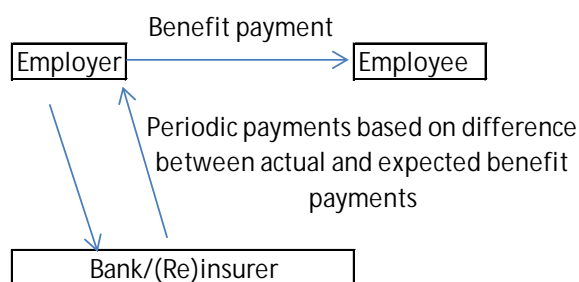 Benefit payment
Employer
Employee
Periodic payments based on difference
between actual and expected benefit
payments
Bank/(Re)insurer